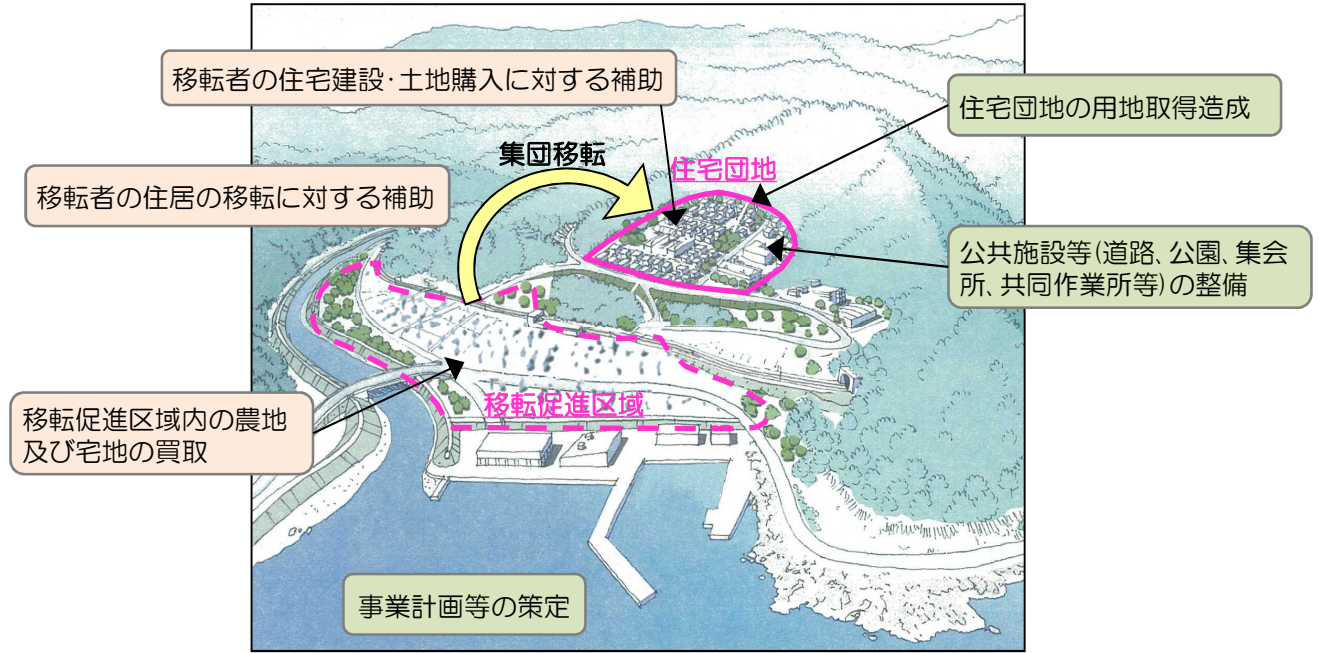 移転者の住宅建設･土地購入に対する補助
住宅団地の用地取得造成
集団移転
住宅団地
移転者の住居の移転に対する補助
公共施設等(道路、公園、集会
所、共同作業所等)の整備
移転促進区域
移転促進区域内の農地
及び宅地の買取
事業計画等の策定